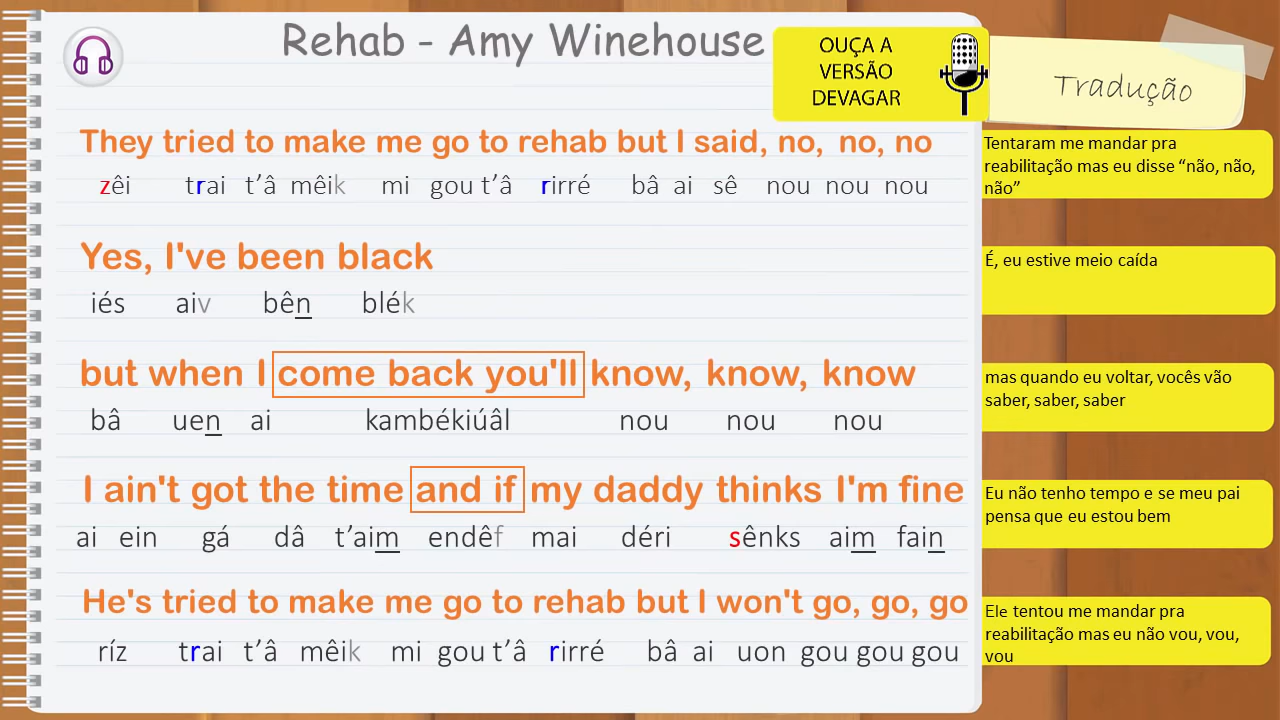 Rehab - Amy Winehouse
OUÇA A
VERSÃO
DEVAGAR
Tradução
They tried to make me go to rehab but I said, no, no, no
zêi trai t’â mêik mi gou t’â rirré bâ ai sê nou nou nou
Tentaram me mandar pra
reabilitação mas eu disse “não, não,
não”
Yes, I've been black
iés aiv bên blék
É, eu estive meio caída
but when I come back you'll know, know, know
bâ uen ai kambékiúâl nou nou nou
mas quando eu voltar, vocês vão
saber, saber, saber
I ain't got the time and if my daddy thinks I'm fine
ai ein gá dâ t’aim endêf mai déri sênks aim fain
Eu não tenho tempo e se meu pai
pensa que eu estou bem
He's tried to make me go to rehab but I won't go, go, go
ríz trai t’â mêik mi gou t’â rirré bâ ai uon gou gou gou
Ele tentou me mandar pra
reabilitação mas eu não vou, vou,
vou